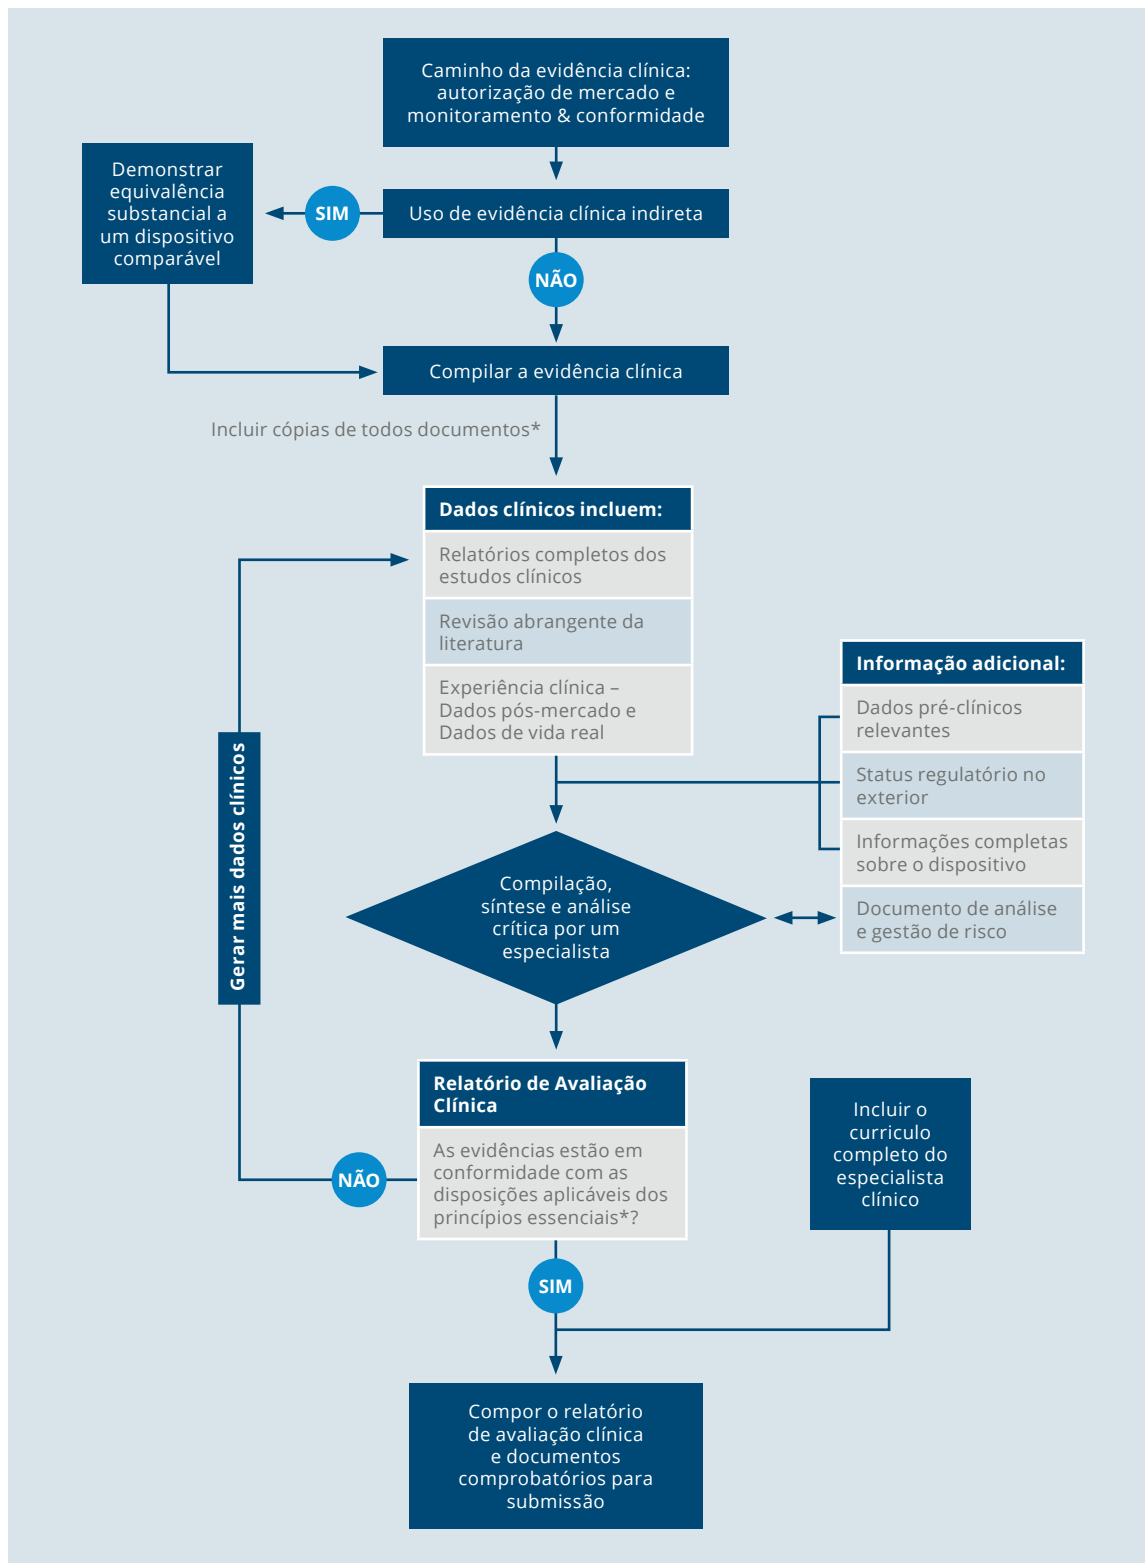 Caminho da evidência clínica:
autorização de mercado e
monitoramento & conformidade
Demonstrar
equivalência
substancial a
um dispositivo
comparável
SIM
Uso de evidência clínica indireta
NÃO
Compilar a evidência clínica
Incluir cópias de todos documentos*
Dados clínicos incluem:
Relatórios completos dos
estudos clínicos
Revisão abrangente da
literatura
Experiência clínica –
Dados pós-mercado e
Dados de vida real
Informação adicional:
Dados pré-clínicos
relevantes
Status regulatório no
exterior
Informações completas
sobre o dispositivo
Documento de análise
e gestão de risco
Gerar mais dados clínicos
Compilação,
síntese e análise
crítica por um
especialista
Relatório de Avaliação
Clínica
As evidências estão em
conformidade com as
disposições aplicáveis dos
princípios essenciais*?
NÃO
Incluir o
curriculo
completo do
especialista
clínico
SIM
Compor o relatório
de avaliação clínica
e documentos
comprobatórios para
submissão